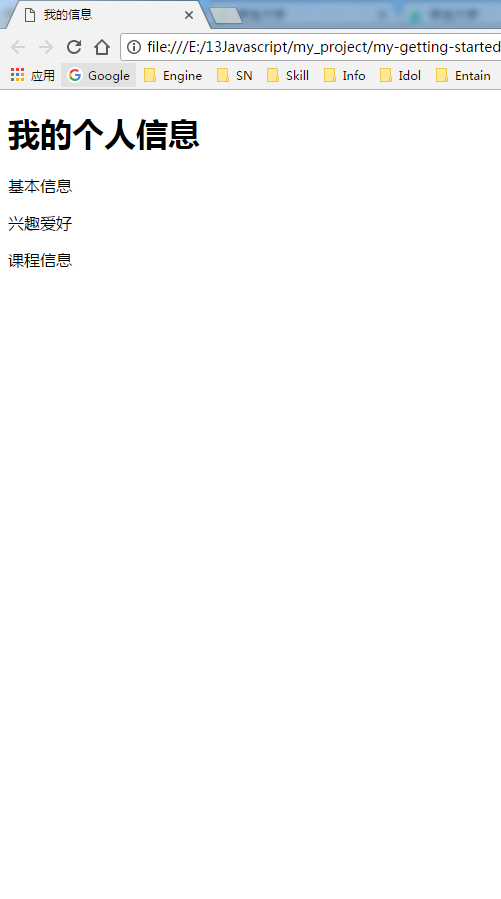 我的信息
file:///E:/13Javascript/my_project/my-getting-started
应用 Google Engine SN Skill Info Idol Entain
我的个人信息
基本信息
兴趣爱好
课程信息